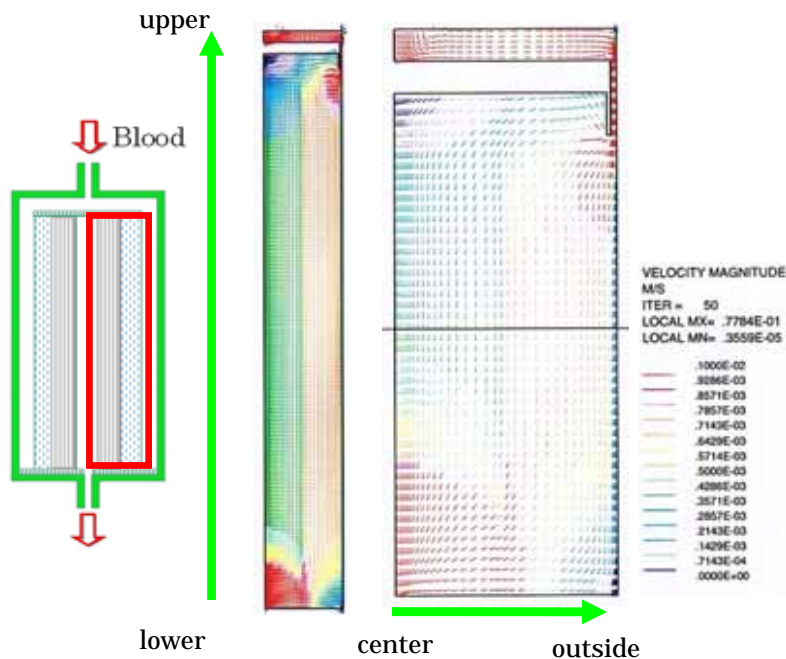 upper
Blood
VELOCITY MAGNITUDE
M/S
ITER = 50
LOCAL MX= .7784E-01
LOCAL MN= .3559E-05
.1000E-02
.9286E-03
.8571E-03
.7857E-03
.7143E-03
.6429E-03
.5714E-03
.5000E-03
.4286E-03
.3571E-03
.2857E-03
.2143E-03
.1429E-03
.7143E-04
.0000E+00
lower
center
outside